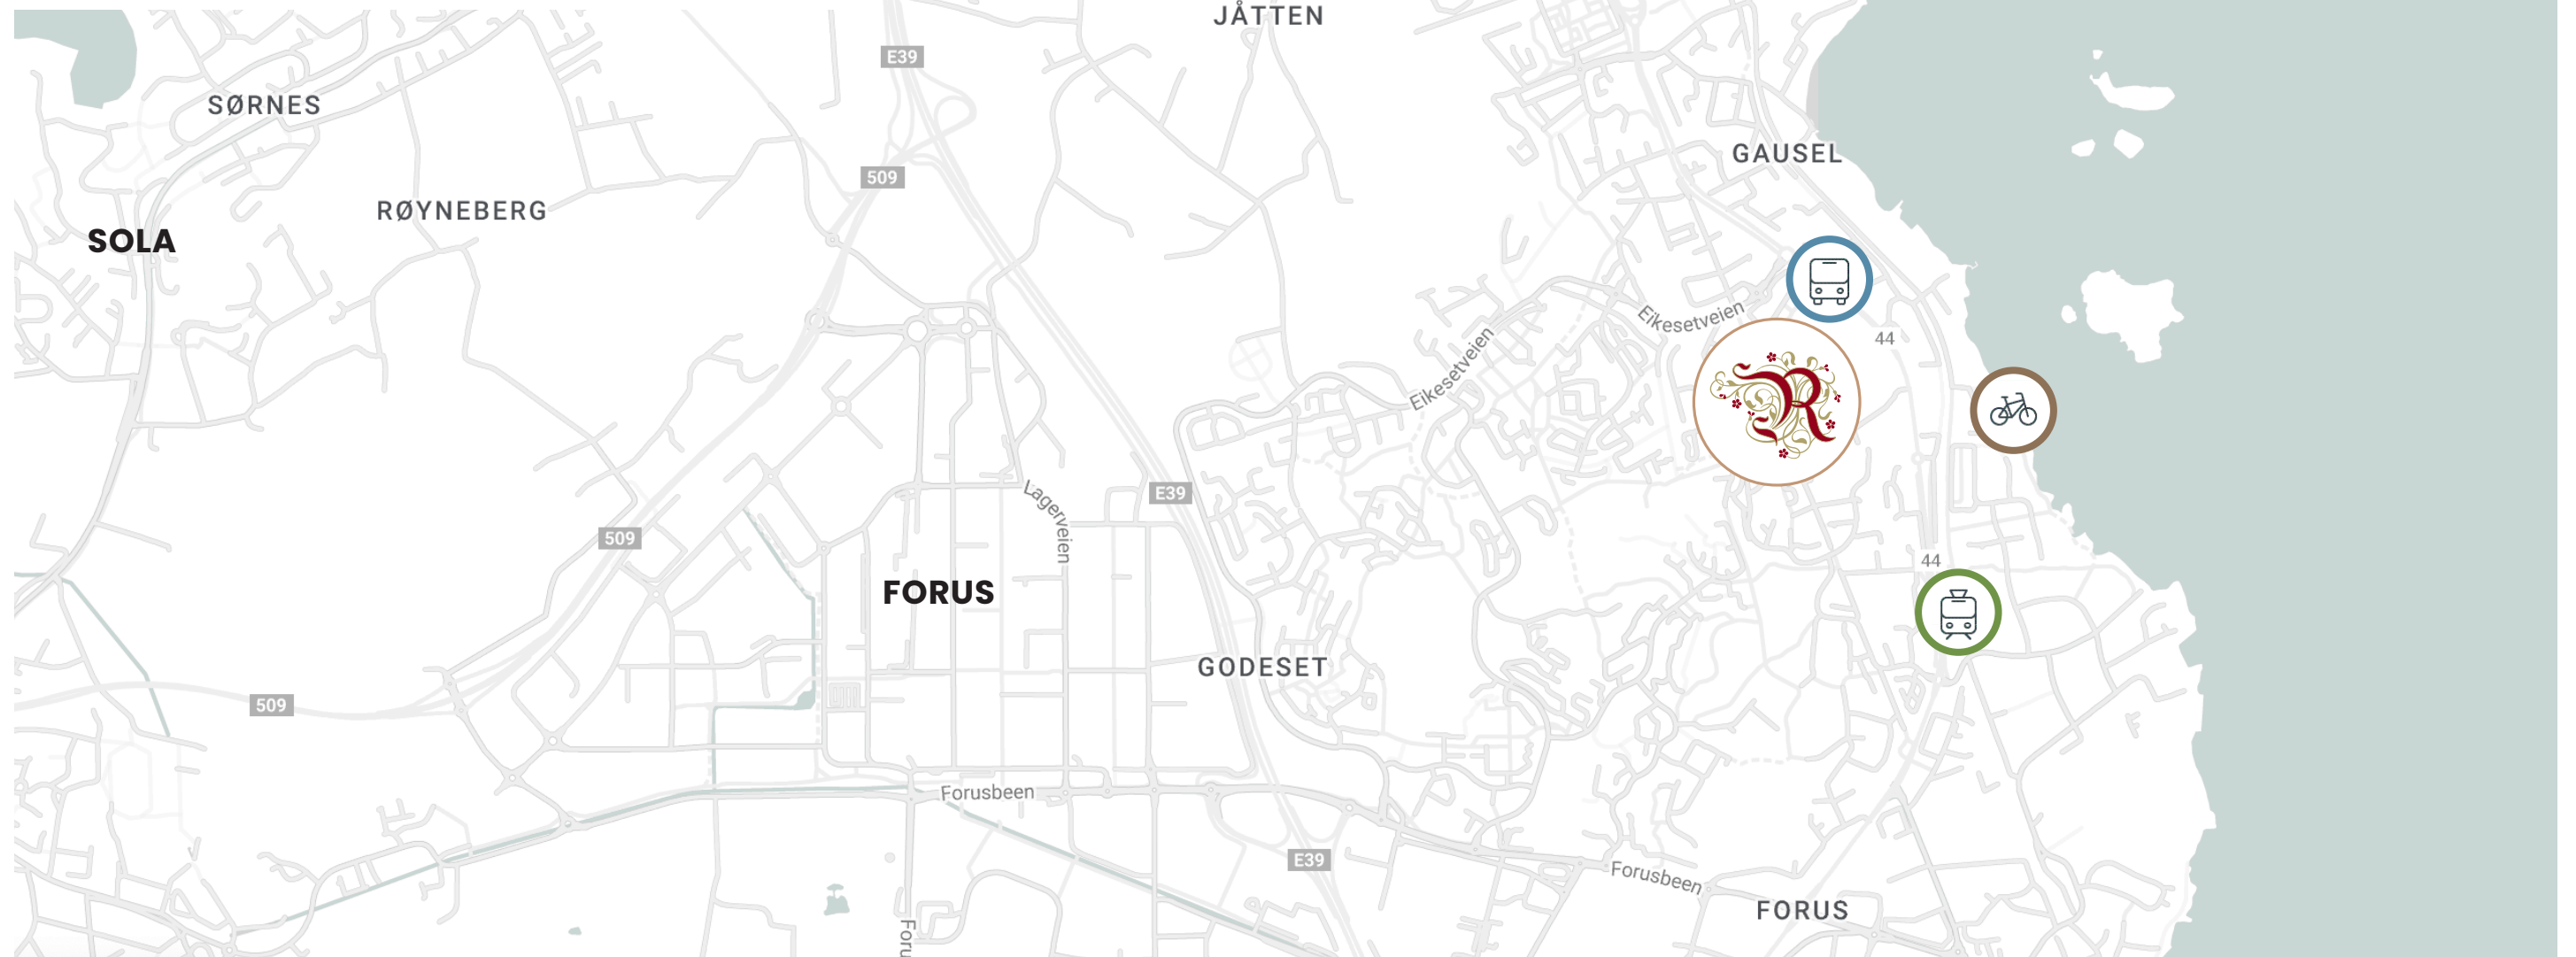 JÅTTEN
E39
SØRNES
GAUSEL
509
RØYNEBERG
SOLA
Eikesetveien
44
Eikesetveien
R
E39
Lagerveien
509
44
FORUS
GODESET
509
Forusbeen
E39
Forusbeen
FORUS
Foru